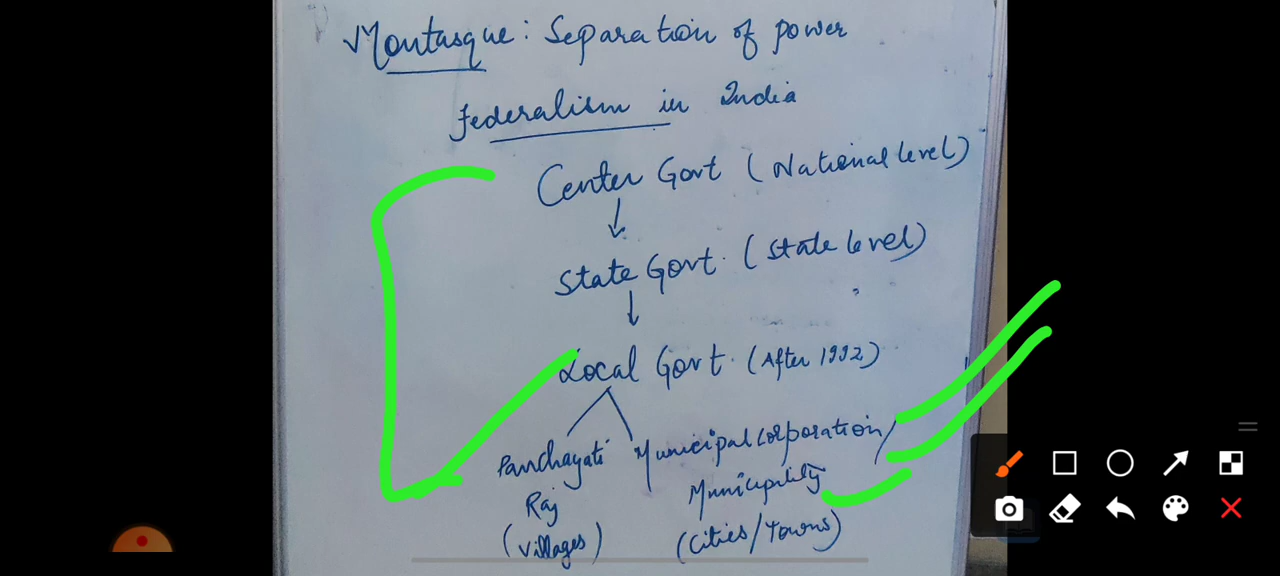 Montasque: Separation of power
Federalism in India
Center Govt (National level)
State Govt. (State level)
Local Govt. (After 1992)
Panchayati Raj (villages)
Municipal corporation/ Municipility (Cities/Towns)